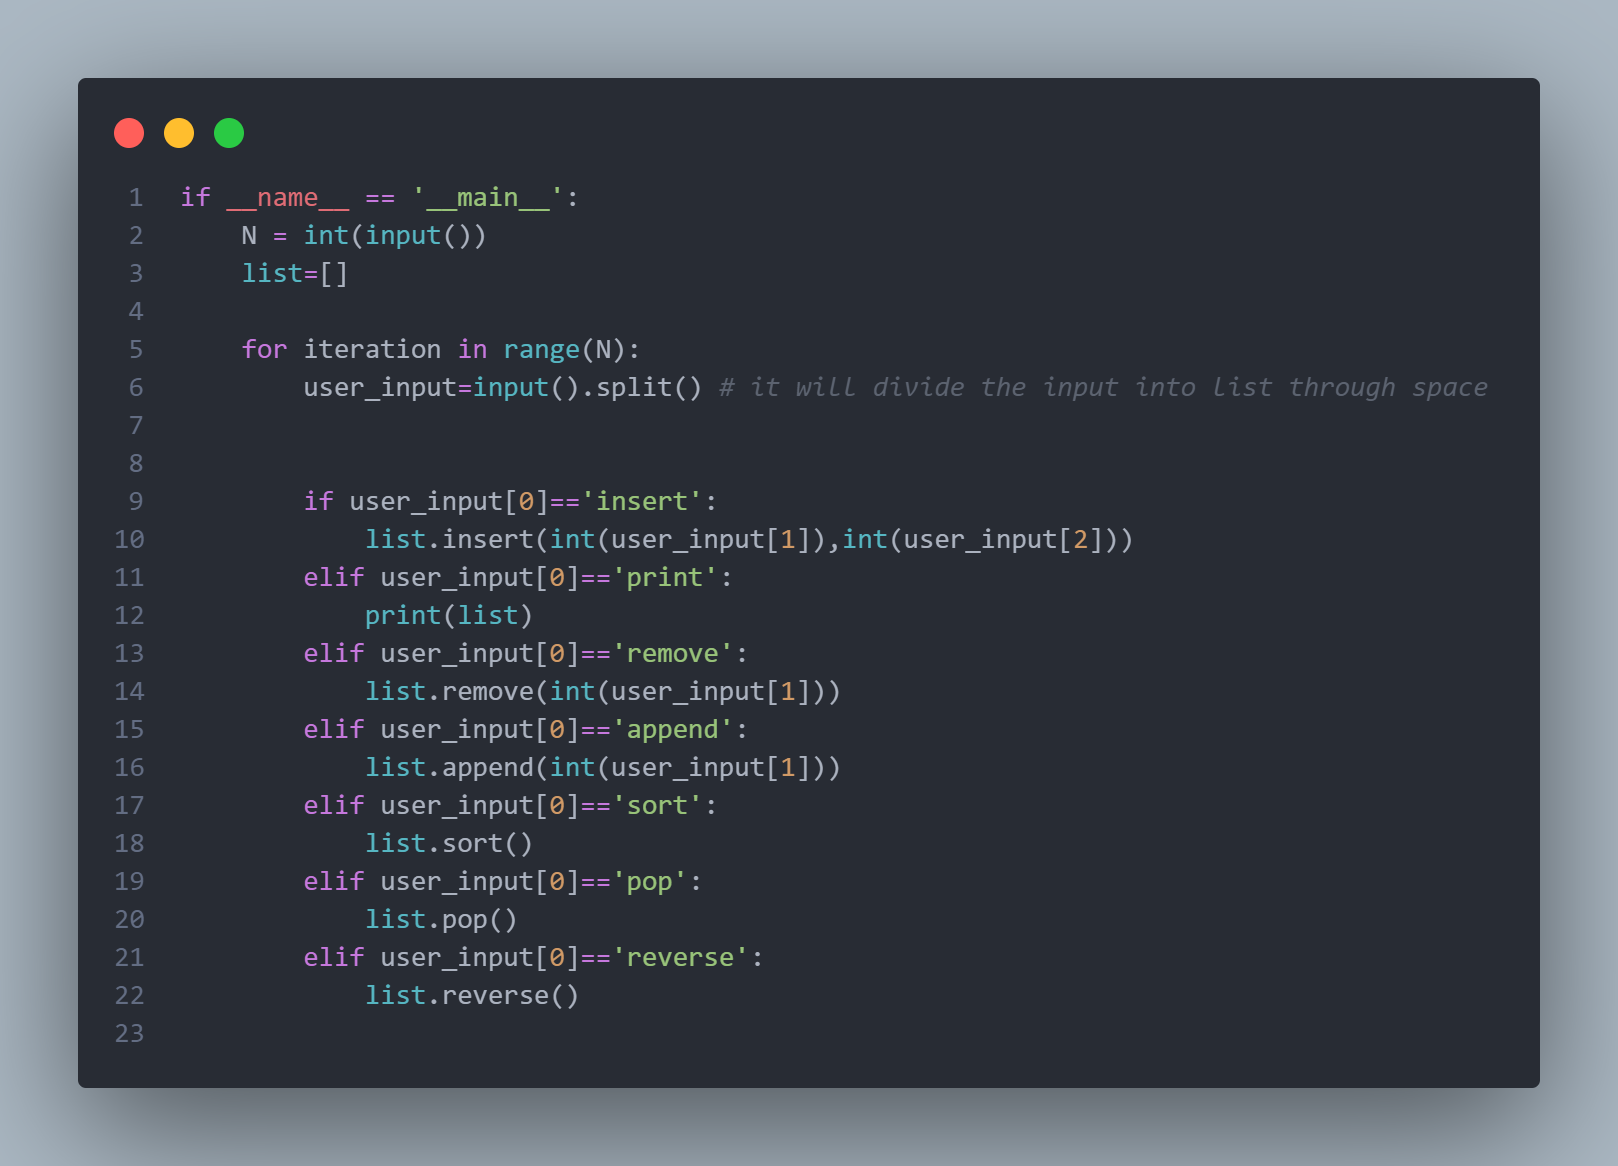 1 if __name__ == '__main__':
2     N = int(input())
3     list=[]
4
5     for iteration in range(N):
6         user_input=input().split() # it will divide the input into list through space
7
8
9         if user_input[0]=='insert':
10             list.insert(int(user_input[1]),int(user_input[2]))
11         elif user_input[0]=='print':
12             print(list)
13         elif user_input[0]=='remove':
14             list.remove(int(user_input[1]))
15         elif user_input[0]=='append':
16             list.append(int(user_input[1]))
17         elif user_input[0]=='sort':
18             list.sort()
19         elif user_input[0]=='pop':
20             list.pop()
21         elif user_input[0]=='reverse':
22             list.reverse()
23